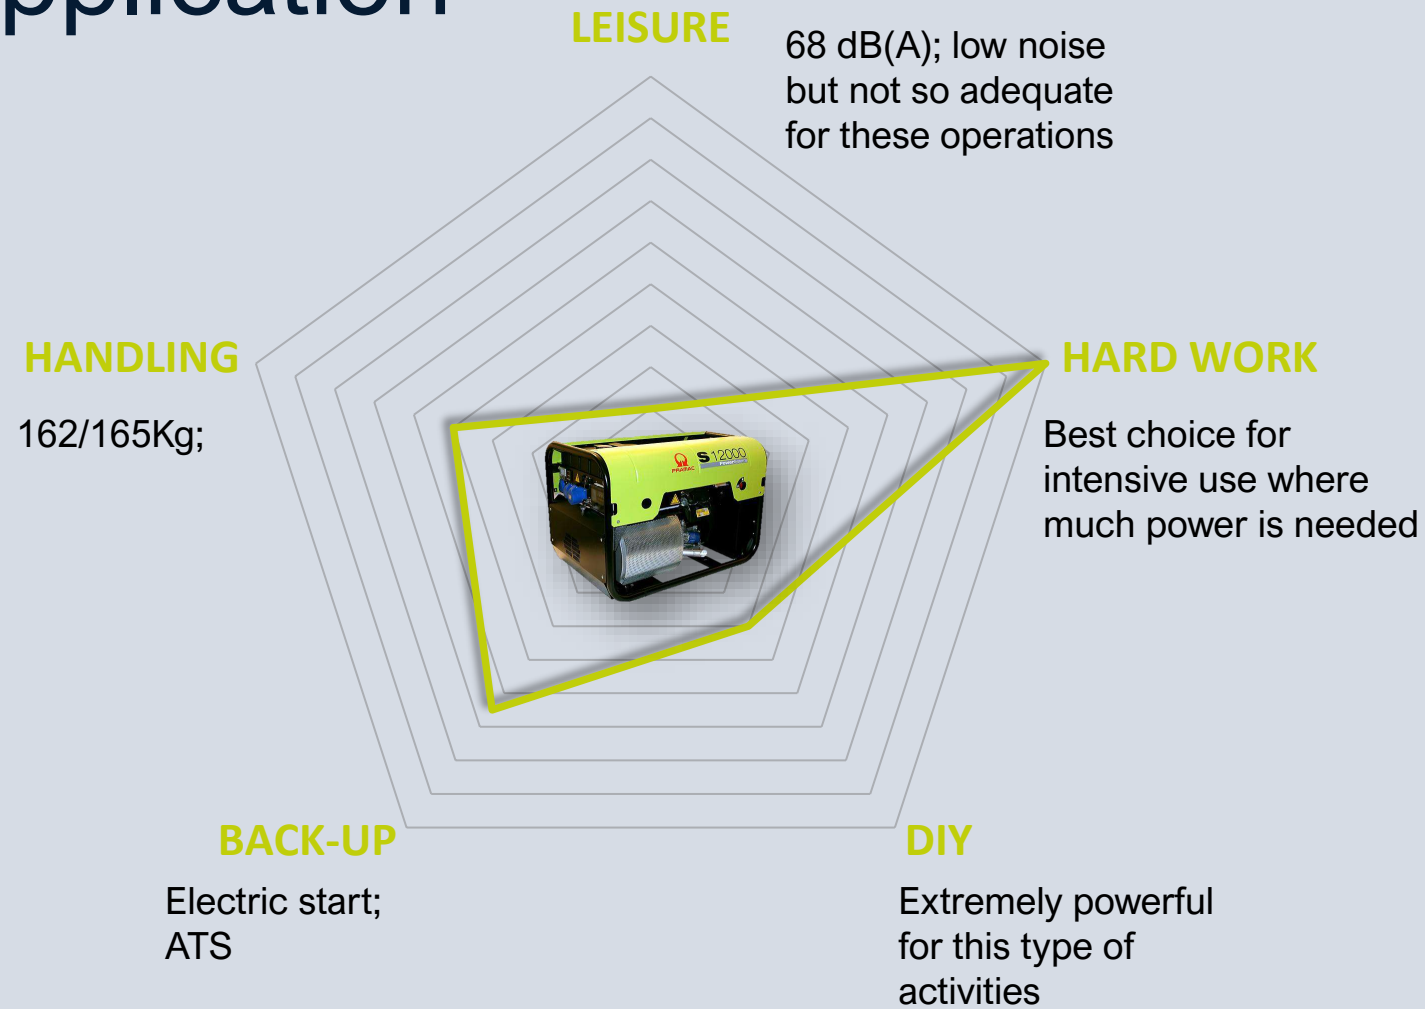 pplication
LEISURE
68 dB(A); low noise
but not so adequate
for these operations
HANDLING
162/165Kg;
HARD WORK
Best choice for
intensive use where
much power is needed
PRAMAC
S12000
BACK-UP
Electric start;
ATS
DIY
Extremely powerful
for this type of
activities